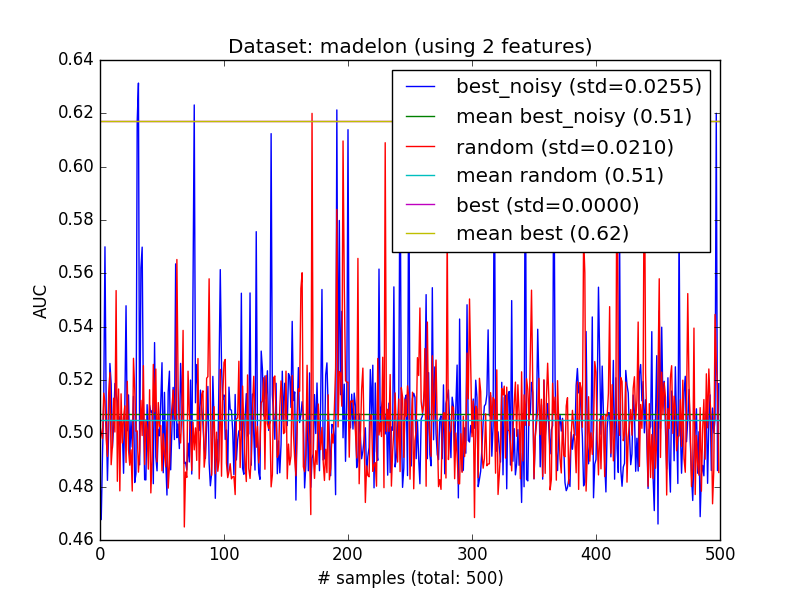 Dataset: madelon (using 2 features)
0.64
0.62
0.60
0.58
0.56
0.54
0.52
0.50
0.48
0.46
AUC
best_noisy (std=0.0255)
mean best_noisy (0.51)
random (std=0.0210)
mean random (0.51)
best (std=0.0000)
mean best (0.62)
0 100 200 300 400 500
# samples (total: 500)